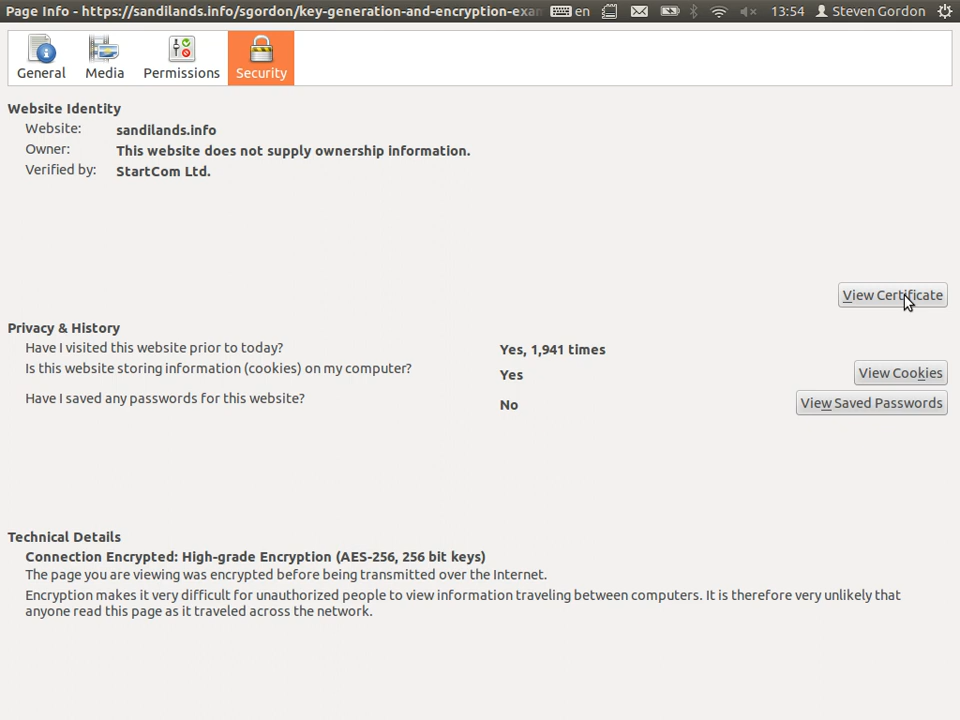 Page Info - https://sandilands.info/sgordon/key-generation-and-encryption-exa en 13:54 Steven Gordon
General Media Permissions Security
Website Identity
Website: sandilands.info
Owner: This website does not supply ownership information.
Verified by: StartCom Ltd.
View Certificate
Privacy & History
Have I visited this website prior to today? Yes, 1,941 times
Is this website storing information (cookies) on my computer? Yes View Cookies
Have I saved any passwords for this website? No View Saved Passwords
Technical Details
Connection Encrypted: High-grade Encryption (AES-256, 256 bit keys)
The page you are viewing was encrypted before being transmitted over the Internet.
Encryption makes it very difficult for unauthorized people to view information traveling between computers. It is therefore very unlikely that
anyone read this page as it traveled across the network.